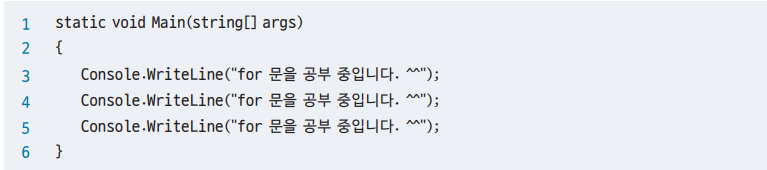 1 static void Main(string[] args)
2 {
3 Console.WriteLine("for 문을 공부 중입니다. ^^");
4 Console.WriteLine("for 문을 공부 중입니다. ^^");
5 Console.WriteLine("for 문을 공부 중입니다. ^^");
6 }